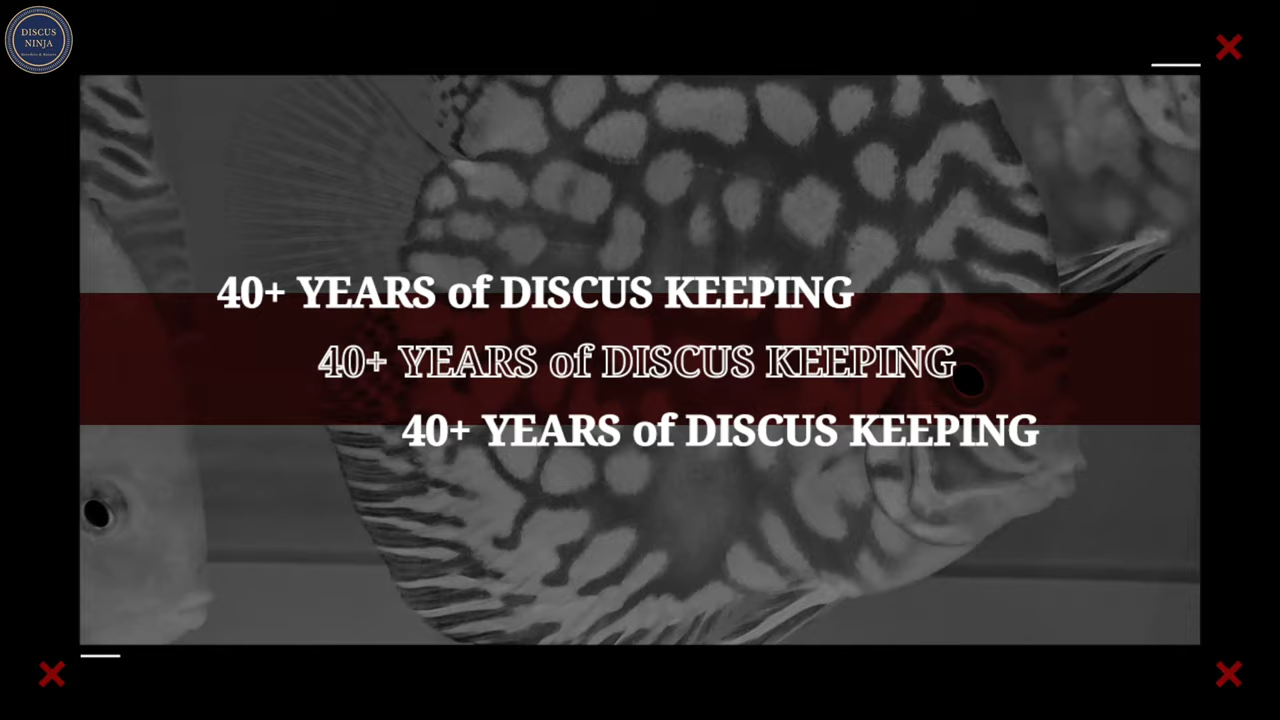 DISCUS
NINJA
40+ YEARS of DISCUS KEEPING
40+ YEARS of DISCUS KEEPING
40+ YEARS of DISCUS KEEPING